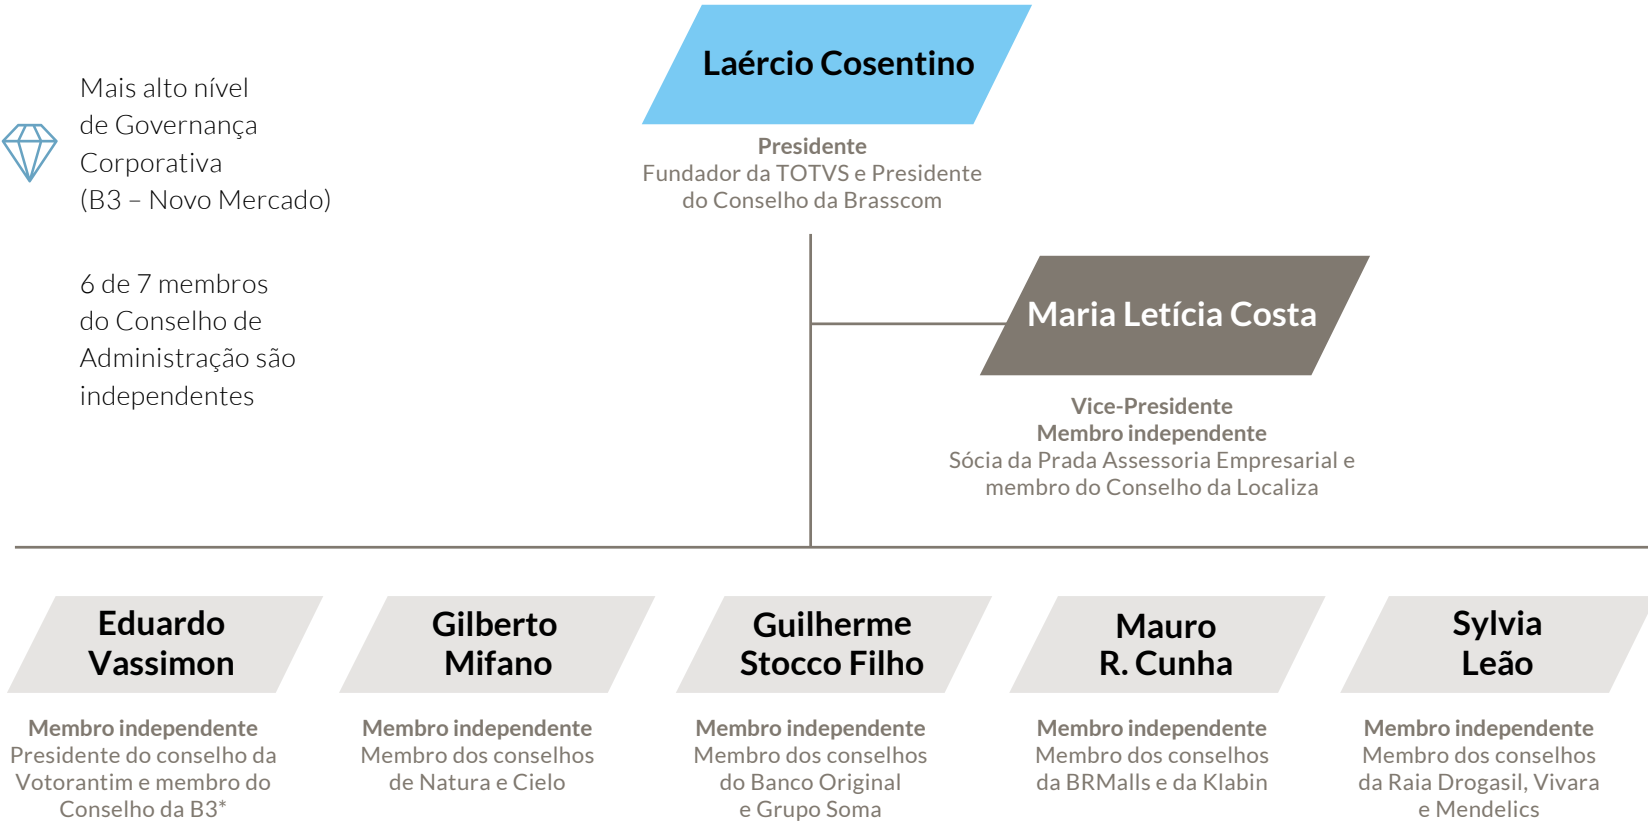 Mais alto nível
de Governança
Corporativa
(B3 – Novo Mercado)
6 de 7 membros
do Conselho de
Administração são
independentes
Laércio Cosentino
Presidente
Fundador da TOTVS e Presidente
do Conselho da Brasscom
Maria Letícia Costa
Vice-Presidente
Membro independente
Sócia da Prada Assessoria Empresarial e
membro do Conselho da Localiza
Eduardo
Vassimon
Membro independente
Presidente do conselho da
Votorantim e membro do
Conselho da B3*
Gilberto
Mifano
Membro independente
Membro dos conselhos
de Natura e Cielo
Guilherme
Stocco Filho
Membro independente
Membro dos conselhos
do Banco Original
e Grupo Soma
Mauro
R. Cunha
Membro independente
Membro dos conselhos
da BRMalls e da Klabin
Sylvia
Leão
Membro independente
Membro dos conselhos
da Raia Drogasil, Vivara
e Mendelics